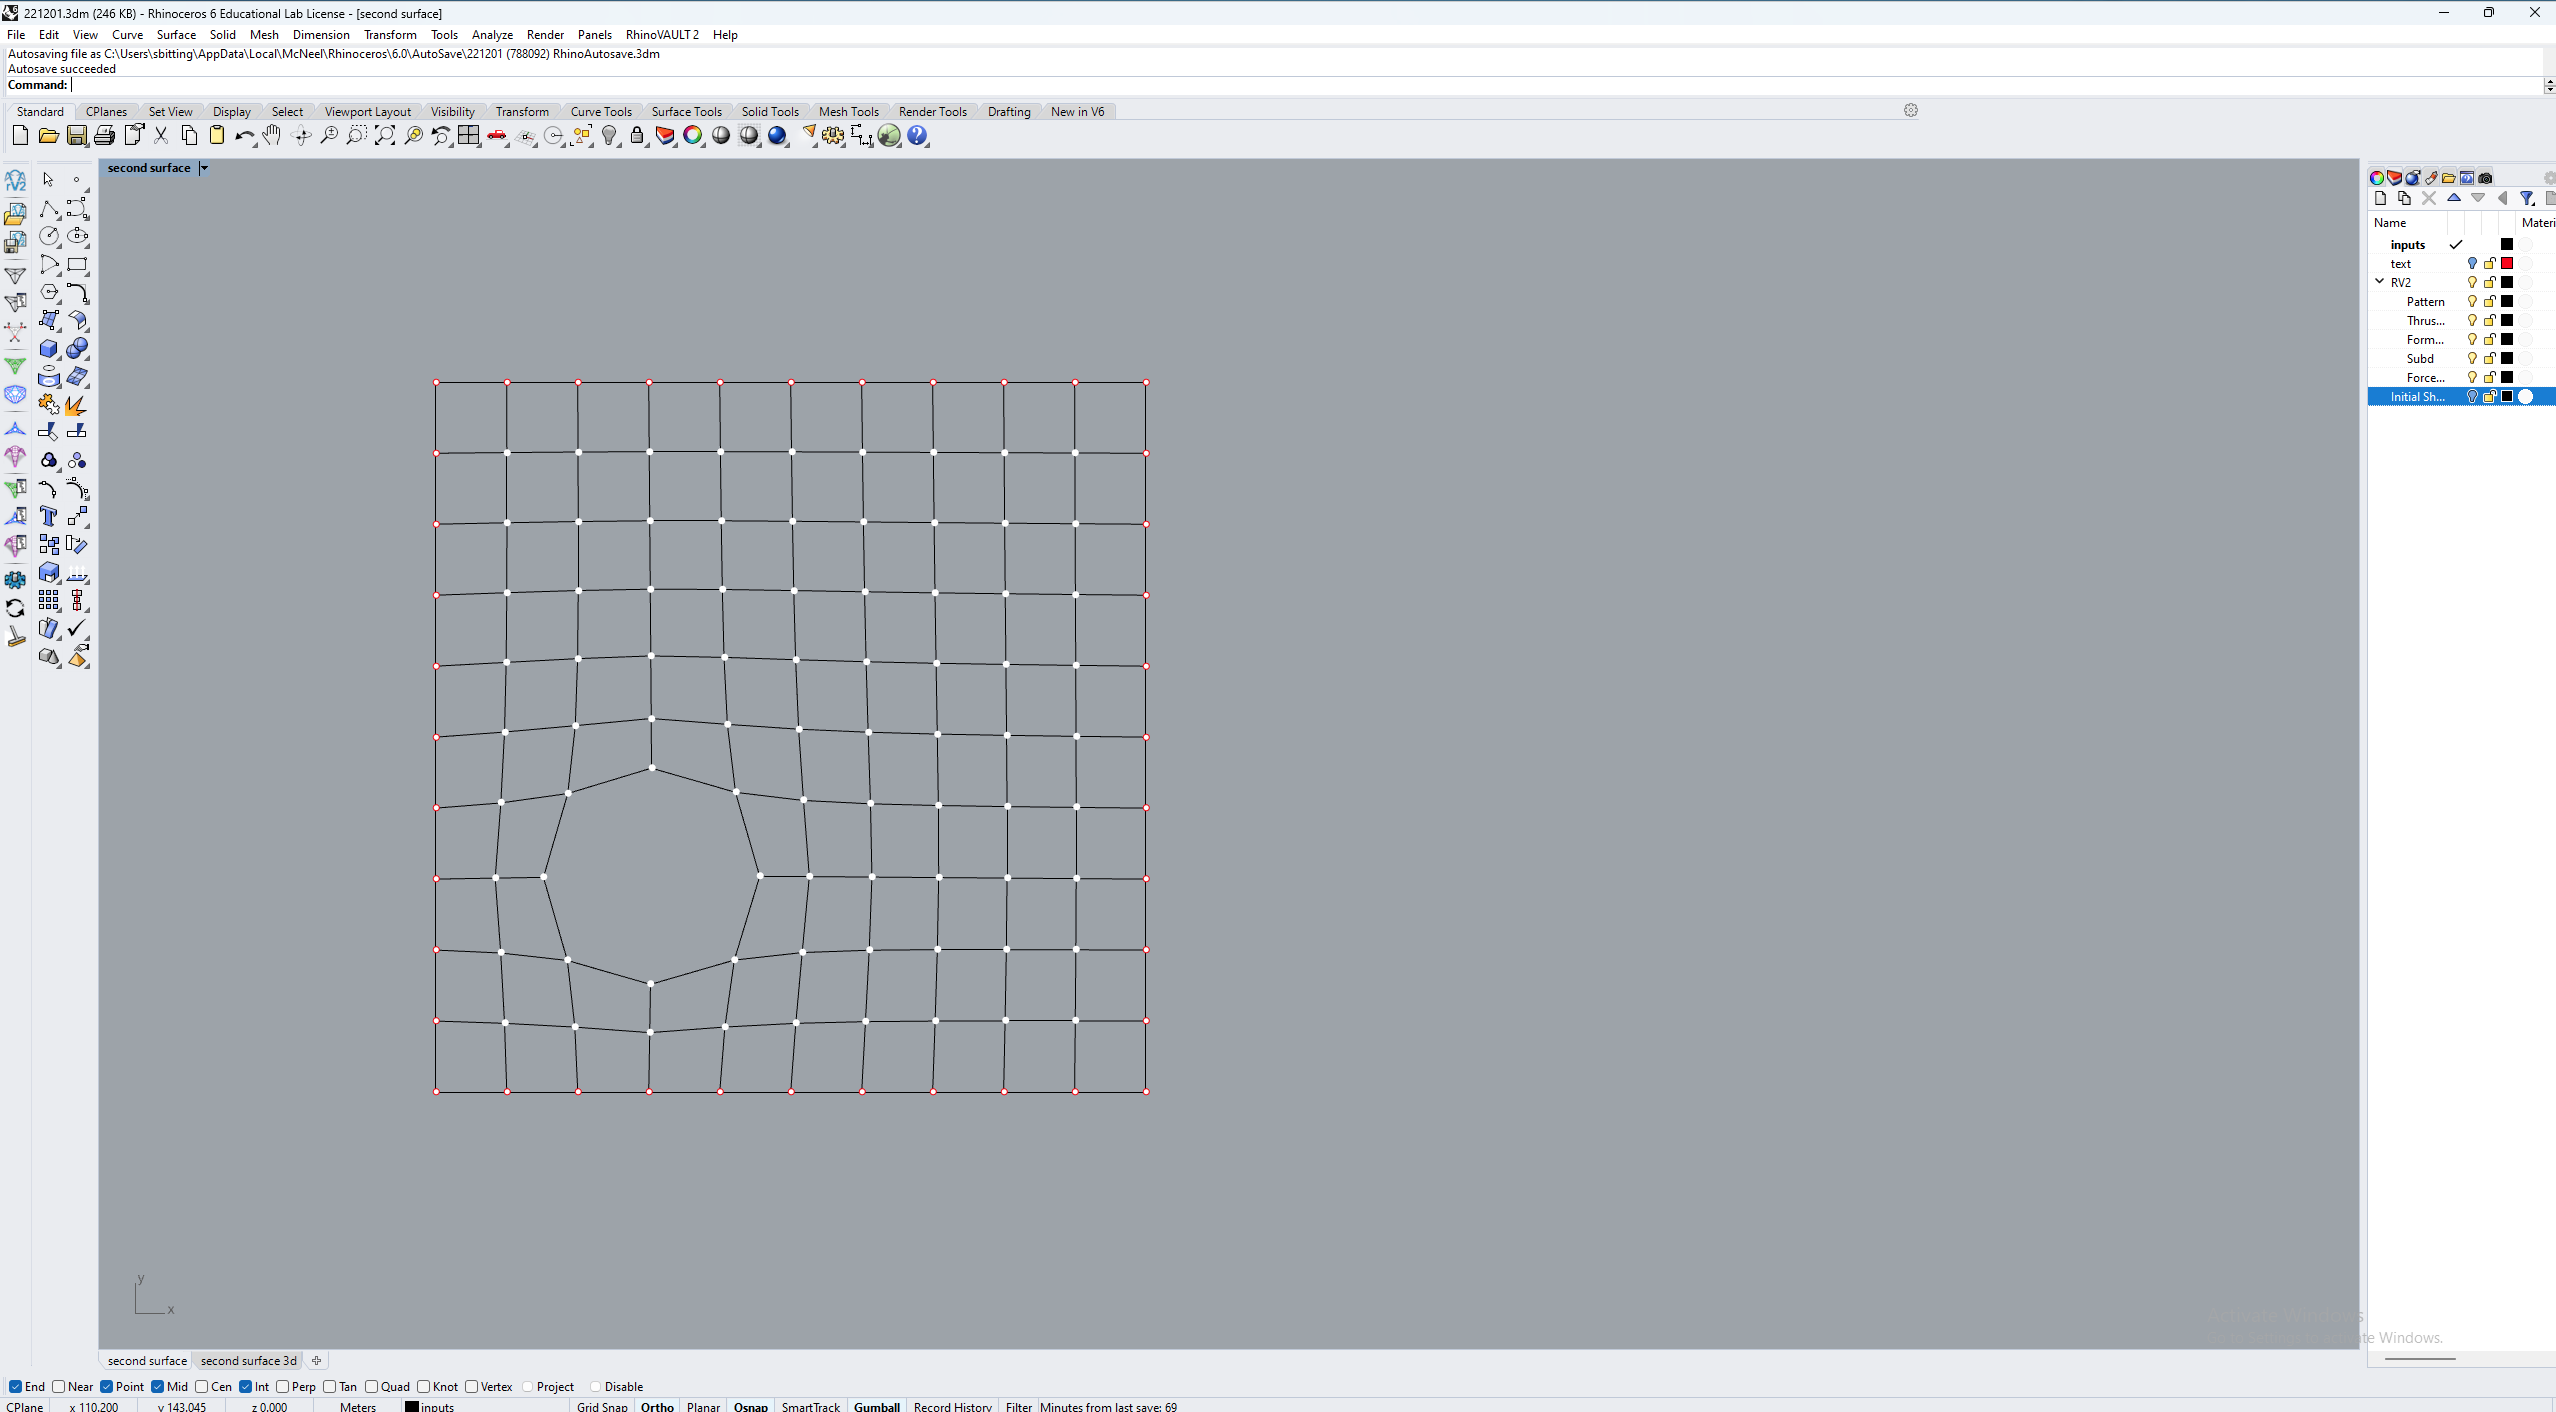 221201.3dm (246 KB) - Rhinoceros 6 Educational Lab License - [second surface]
File Edit View Curve Surface Solid Mesh Dimension Transform Tools Analyze Render Panels RhinoVAULT 2 Help
Autosaving file as C:\Users\sbitting\AppData\Local\McNeel\Rhinoceros\6.0\AutoSave\221201 (788092) RhinoAutosave.3dm
Autosave succeeded
Command:
Standard CPlanes Set View Display Select Viewport Layout Visibility Transform Curve Tools Surface Tools Solid Tools Mesh Tools Render Tools Drafting New in V6
second surface
Name Materi
inputs
text
RV2
Pattern
Thrus...
Form...
Subd
Force...
Initial Sh...
y
x
Activate Windows
te Windows.
second surface second surface 3d
End Near Point Mid Cen Int Perp Tan Quad Knot Vertex Project Disable
CPlane x 110.200 y 143.045 z 0.000 Meters inputs Grid Snap Ortho Planar Osnap SmartTrack Gumball Record History Filter Minutes from last save: 69